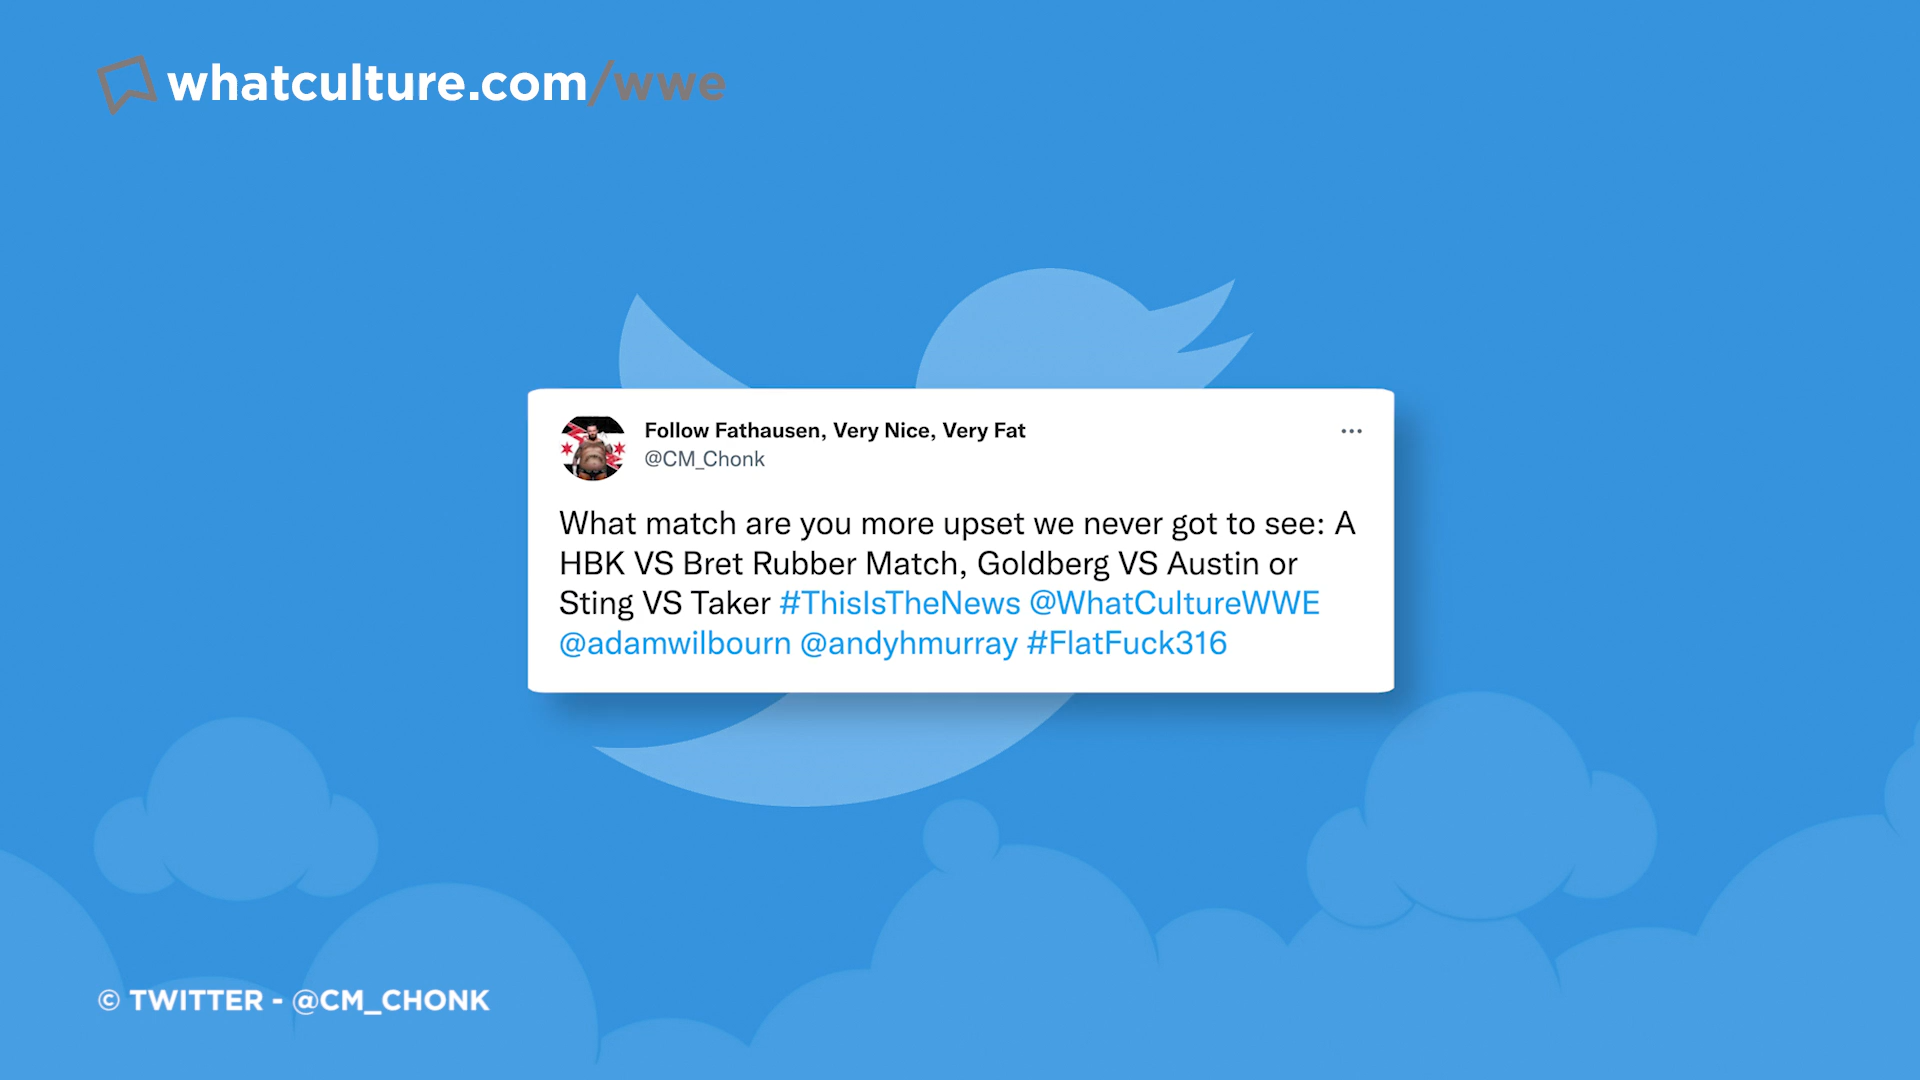 whatculture.com/wwe
Follow Fathausen, Very Nice, Very Fat
@CM_Chonk
What match are you more upset we never got to see: A
HBK VS Bret Rubber Match, Goldberg VS Austin or
Sting VS Taker #ThisIsTheNews @WhatCultureWWE
@adamwilbourn @andyhmurray #FlatFuck316
© TWITTER - @CM_CHONK